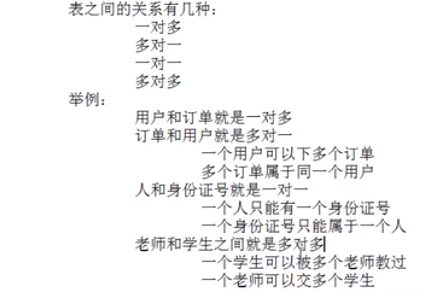 表之间的关系有几种：
一对多
多对一
一对一
多对多
举例：
用户和订单就是一对多
订单和用户就是多对一
一个用户可以下多个订单
多个订单属于同一个用户
人和身份证号就是一对一
一个人只能有一个身份证号
一个身份证号只能属于一个人
老师和学生之间就是多对多
一个学生可以被多个老师教过
一个老师可以交多个学生